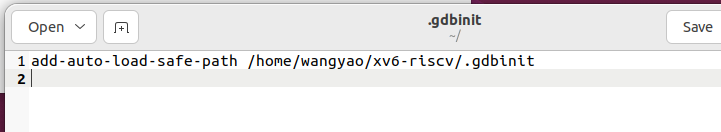 Open
.gdbinit
~/
Save
1 add-auto-load-safe-path /home/wangyao/xv6-riscv/.gdbinit
2